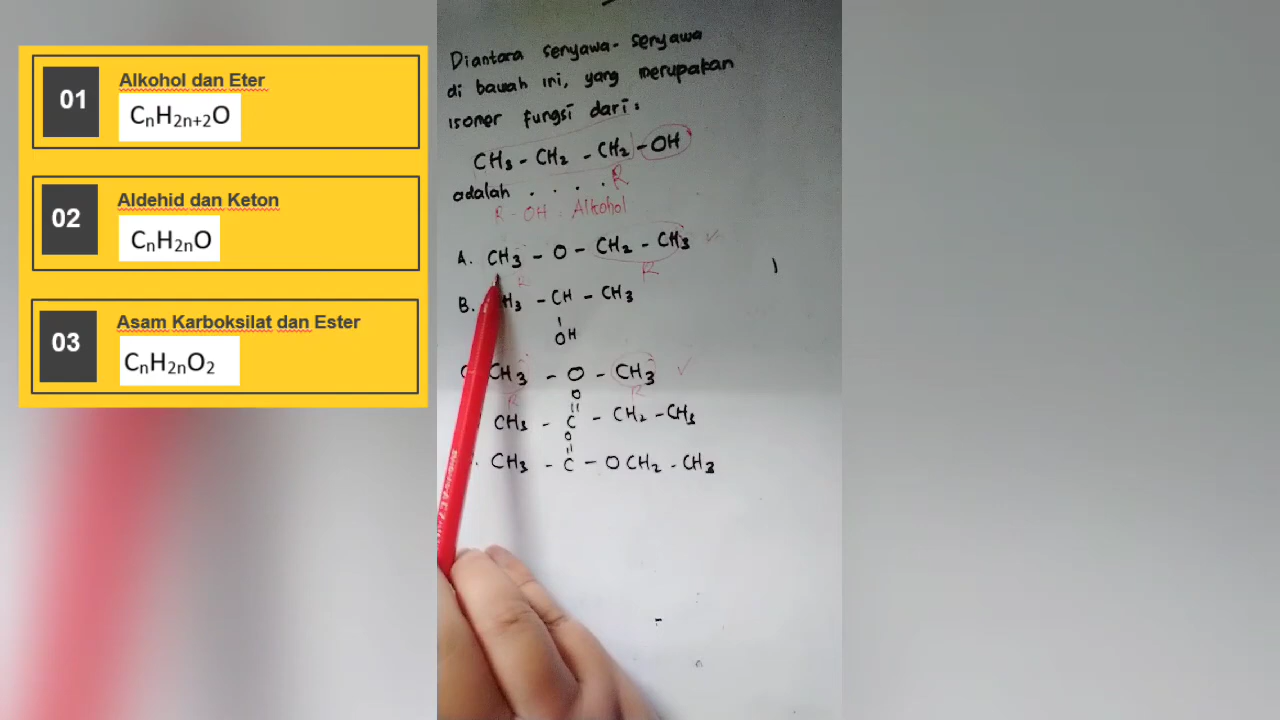 01
Alkohol dan Eter
CₙH₂ₙ₊₂O
02
Aldehid dan Keton
CₙH₂ₙO
03
Asam Karboksilat dan Ester
CₙH₂ₙO₂
Diantara senyawa-senyawa
di bawah ini, yang merupakan
isomer fungsi dari:
CH₃ - CH₂ - CH₂ - OH
R
adalah . . . .
R - OH = Alkohol
A. CH₃ - O - CH₂ - CH₃ ✓
R R
B. H₃ - CH - CH₃
OH
CH₃ - O - CH₃ ✓
R R
O
CH₃ - C - CH₂ - CH₃
O
CH₃ - C - OCH₂ - CH₃